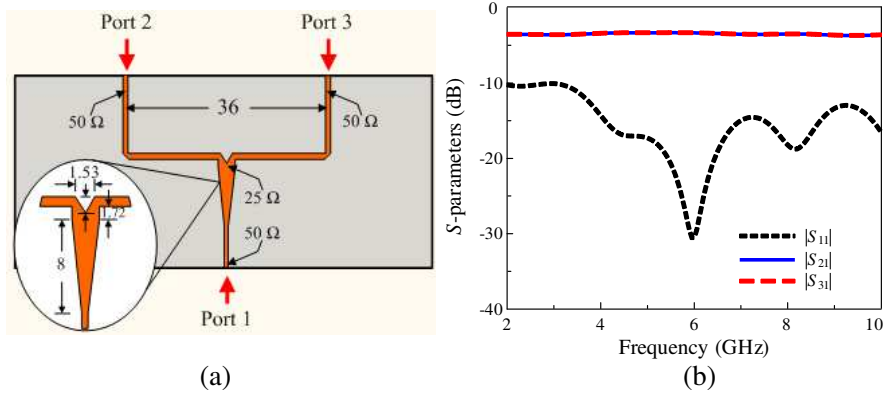 Port 2
Port 3
50 Ω
36
50 Ω
1.53
25 Ω
1.72
8
50 Ω
Port 1
(a)
0
-10
-20
-30
-40
S-parameters (dB)
|S11|
|S21|
|S31|
2
4
6
8
10
Frequency (GHz)
(b)